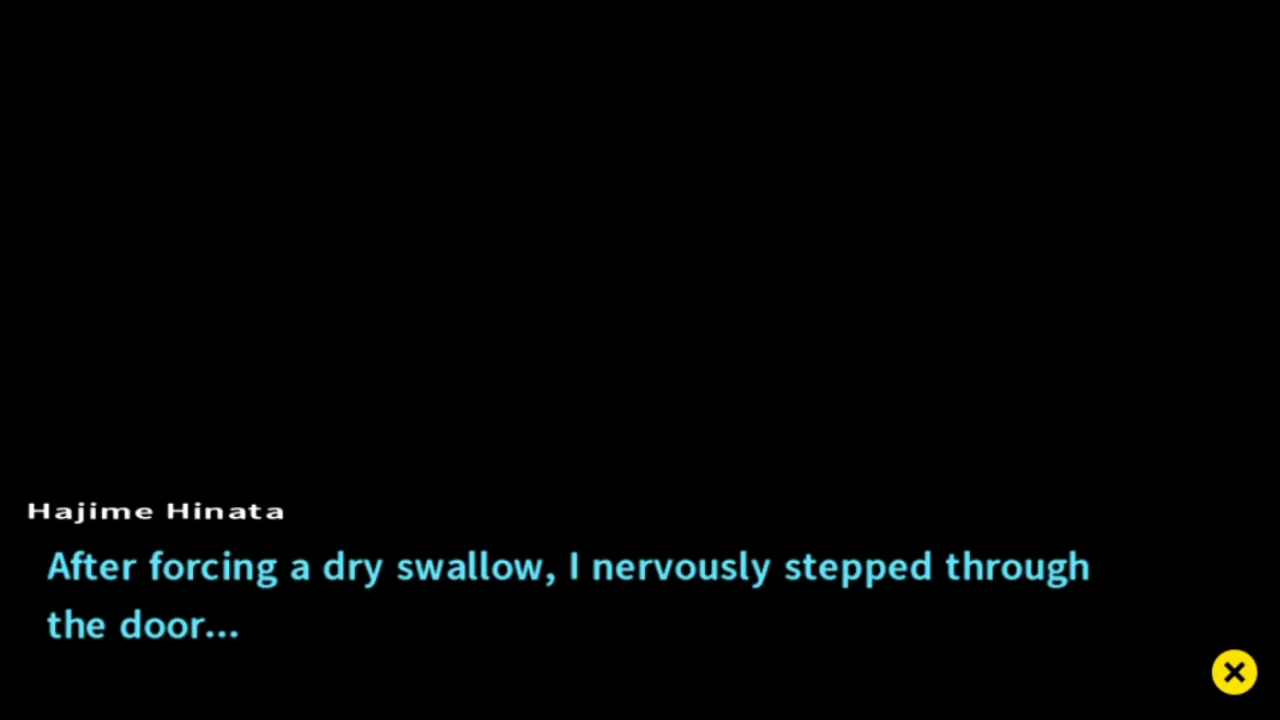 Hajime Hinata
After forcing a dry swallow, I nervously stepped through
the door...